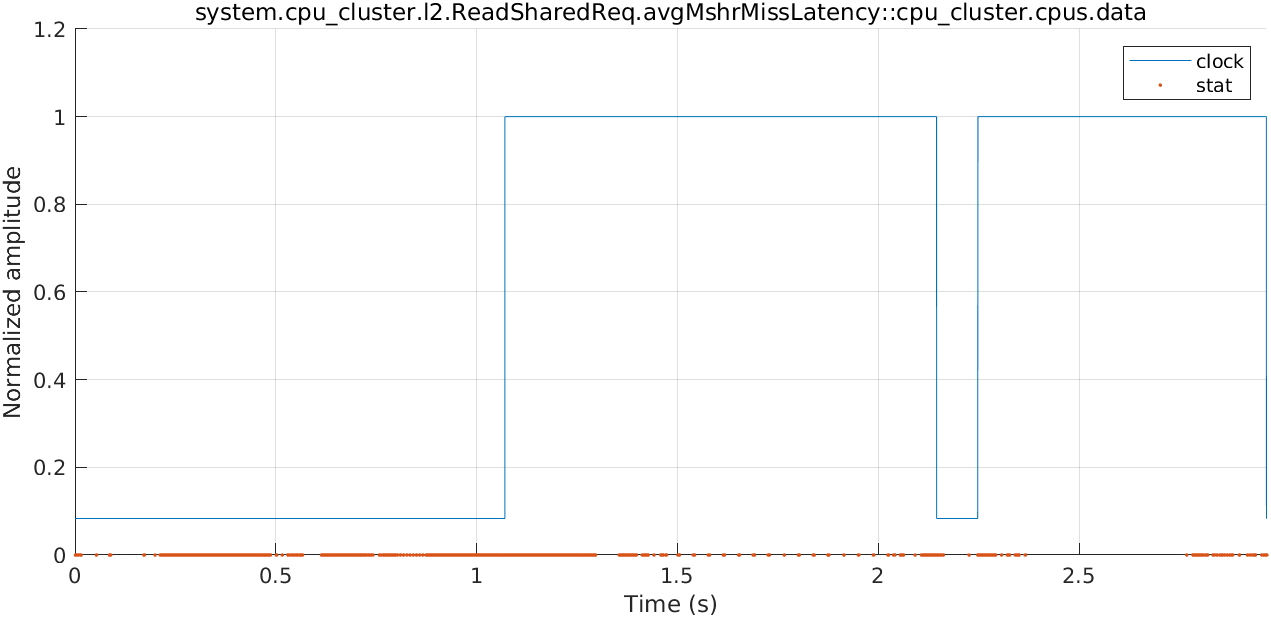 system.cpu_cluster.l2.ReadSharedReq.avgMshrMissLatency::cpu_cluster.cpus.data
1.2
1
0.8
0.6
0.4
0.2
0
Normalized amplitude
clock
stat
0 0.5 1 1.5 2 2.5
Time (s)